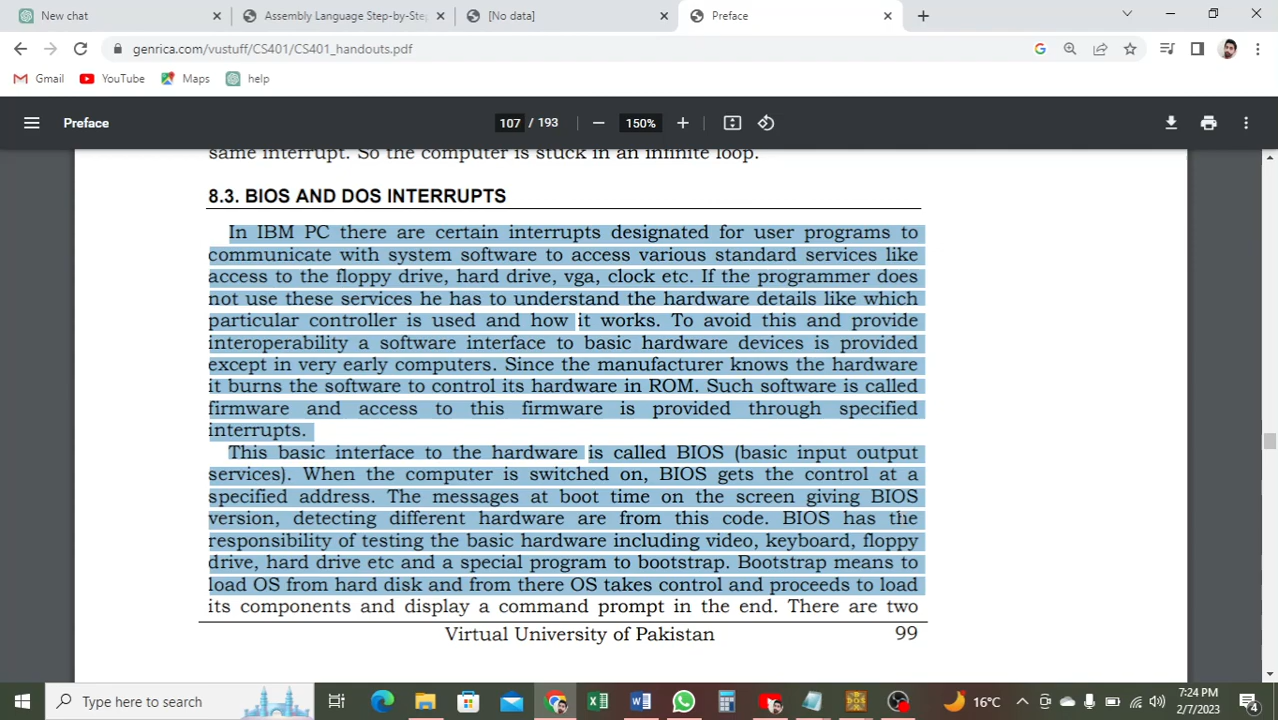 New chat
Assembly Language Step-by-Ste
[No data]
Preface
genrica.com/vustuff/CS401/CS401_handouts.pdf
Gmail
YouTube
Maps
help
Preface
107 / 193
150%
same interrupt. So the computer is stuck in an infinite loop.
8.3. BIOS AND DOS INTERRUPTS
In IBM PC there are certain interrupts designated for user programs to
communicate with system software to access various standard services like
access to the floppy drive, hard drive, vga, clock etc. If the programmer does
not use these services he has to understand the hardware details like which
particular controller is used and how it works. To avoid this and provide
interoperability a software interface to basic hardware devices is provided
except in very early computers. Since the manufacturer knows the hardware
it burns the software to control its hardware in ROM. Such software is called
firmware and access to this firmware is provided through specified
interrupts.
This basic interface to the hardware is called BIOS (basic input output
services). When the computer is switched on, BIOS gets the control at a
specified address. The messages at boot time on the screen giving BIOS
version, detecting different hardware are from this code. BIOS has the
responsibility of testing the basic hardware including video, keyboard, floppy
drive, hard drive etc and a special program to bootstrap. Bootstrap means to
load OS from hard disk and from there OS takes control and proceeds to load
its components and display a command prompt in the end. There are two
Virtual University of Pakistan
99
Type here to search
16°C
7:24 PM
2/7/2023
4